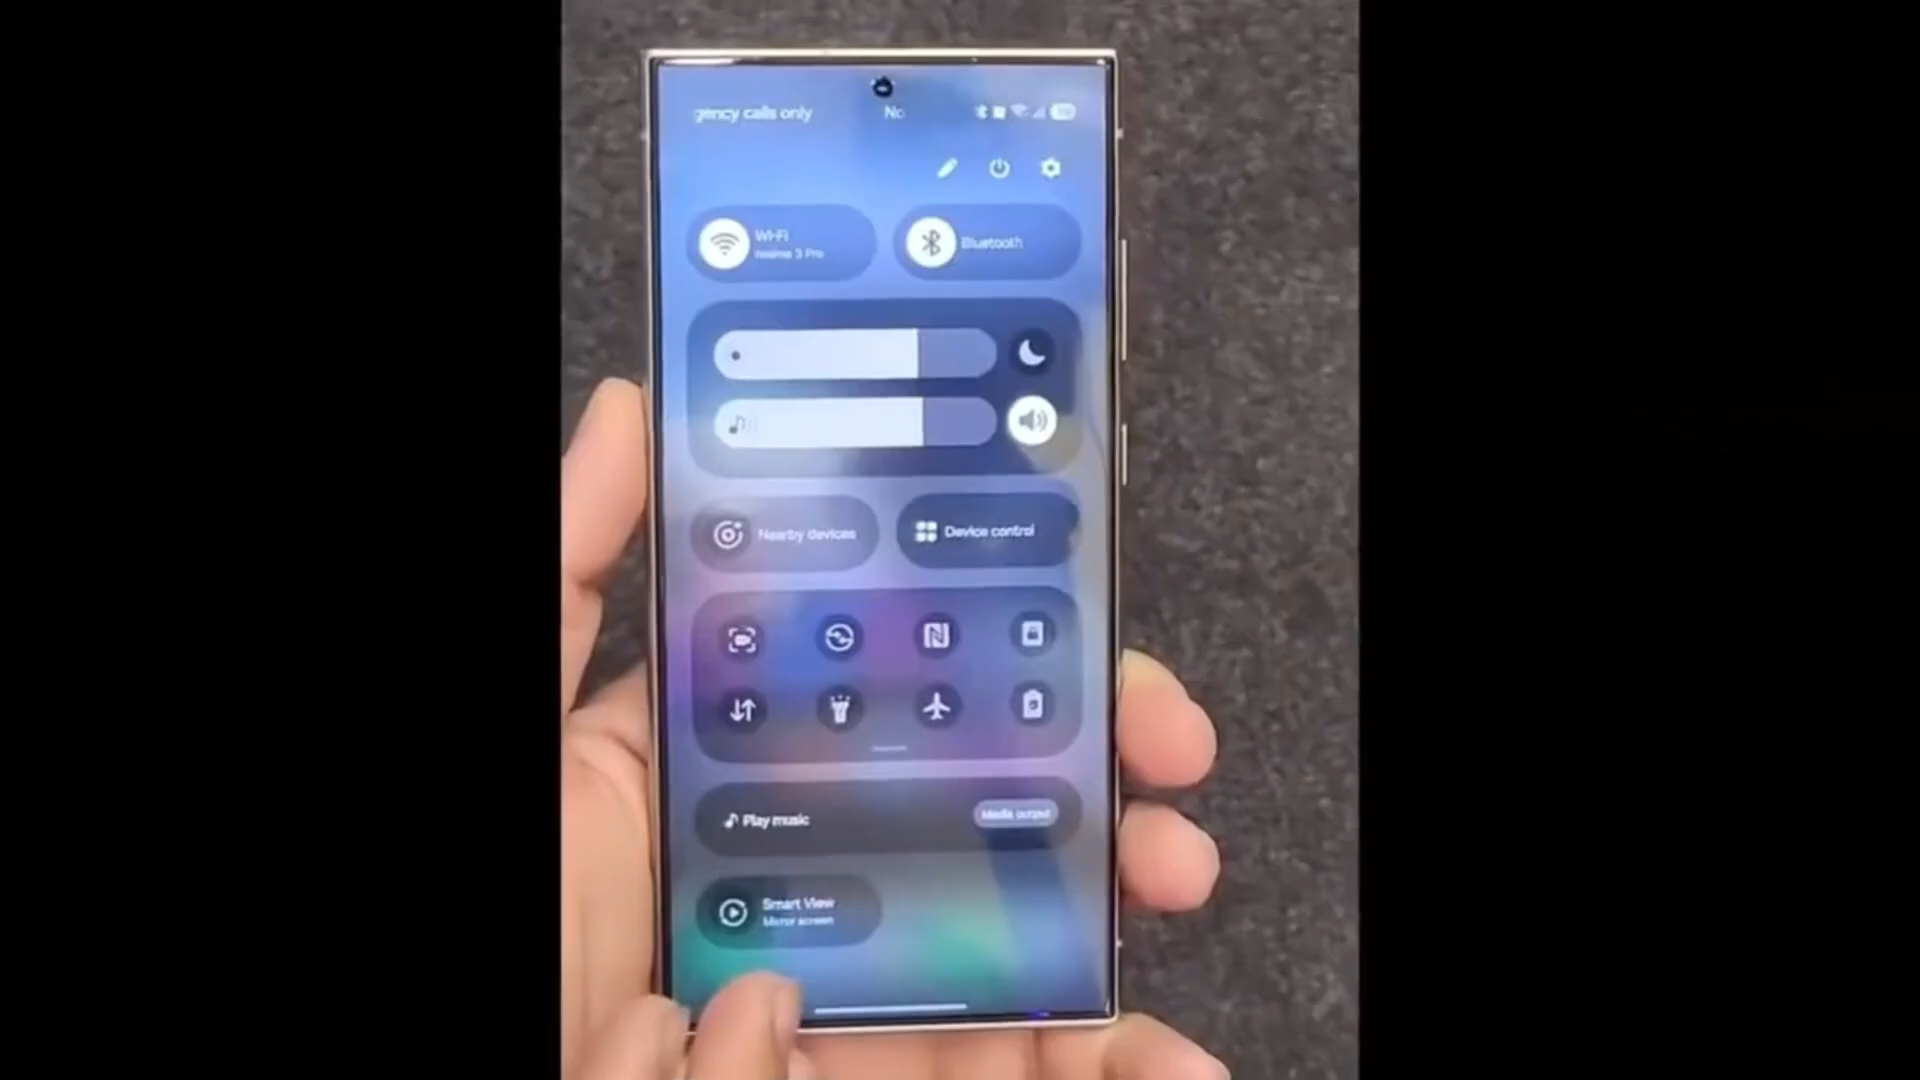 gency calls only No
Wi-Fi
realme 3 Pro
Bluetooth
Nearby devices
Device control
Play music
Media output
Smart View
Mirror screen